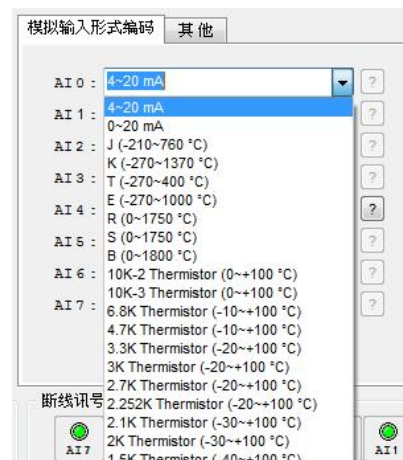 模拟输入形式编码 其他
AI0: 4~20 mA ?
4~20 mA
AI1: ?
0~20 mA
J (-210~760 °C)
AI2: ?
K (-270~1370 °C)
T (-270~400 °C)
AI3: ?
E (-270~1000 °C)
R (0~1750 °C)
AI4: ?
S (0~1750 °C)
AI5: ?
B (0~1800 °C)
10K-2 Thermistor (0~+100 °C)
AI6: ?
10K-3 Thermistor (0~+100 °C)
AI7: ?
6.8K Thermistor (-10~+100 °C)
4.7K Thermistor (-10~+100 °C)
3.3K Thermistor (-20~+100 °C)
3K Thermistor (-20~+100 °C)
2.7K Thermistor (-20~+100 °C)
断线讯号
2.252K Thermistor (-20~+100 °C)
2.1K Thermistor (-30~+100 °C)
2K Thermistor (-30~+100 °C)
AI7 AI1
1.5K Thermistor (-40~+100 °C)